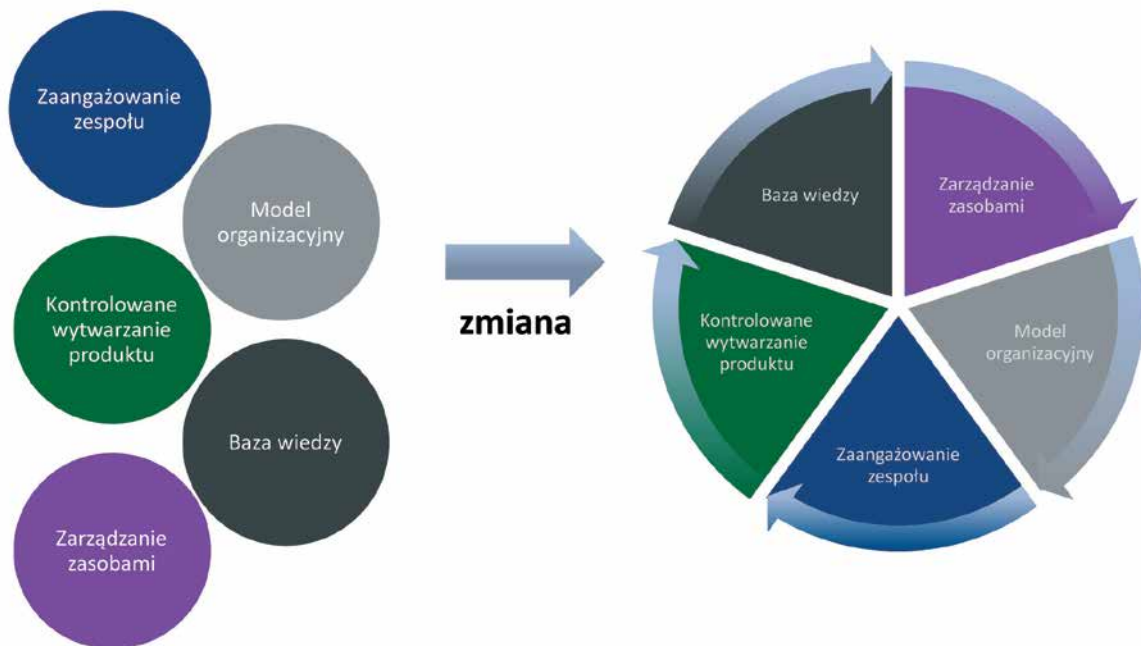 Zaangażowanie
zespołu
Model
organizacyjny
Kontrolowane
wytwarzanie
produktu
Baza wiedzy
Zarządzanie
zasobami
zmiana
Baza wiedzy
Zarządzanie
zasobami
Kontrolowane
wytwarzanie
produktu
Model
organizacyjny
Zaangażowanie
zespołu